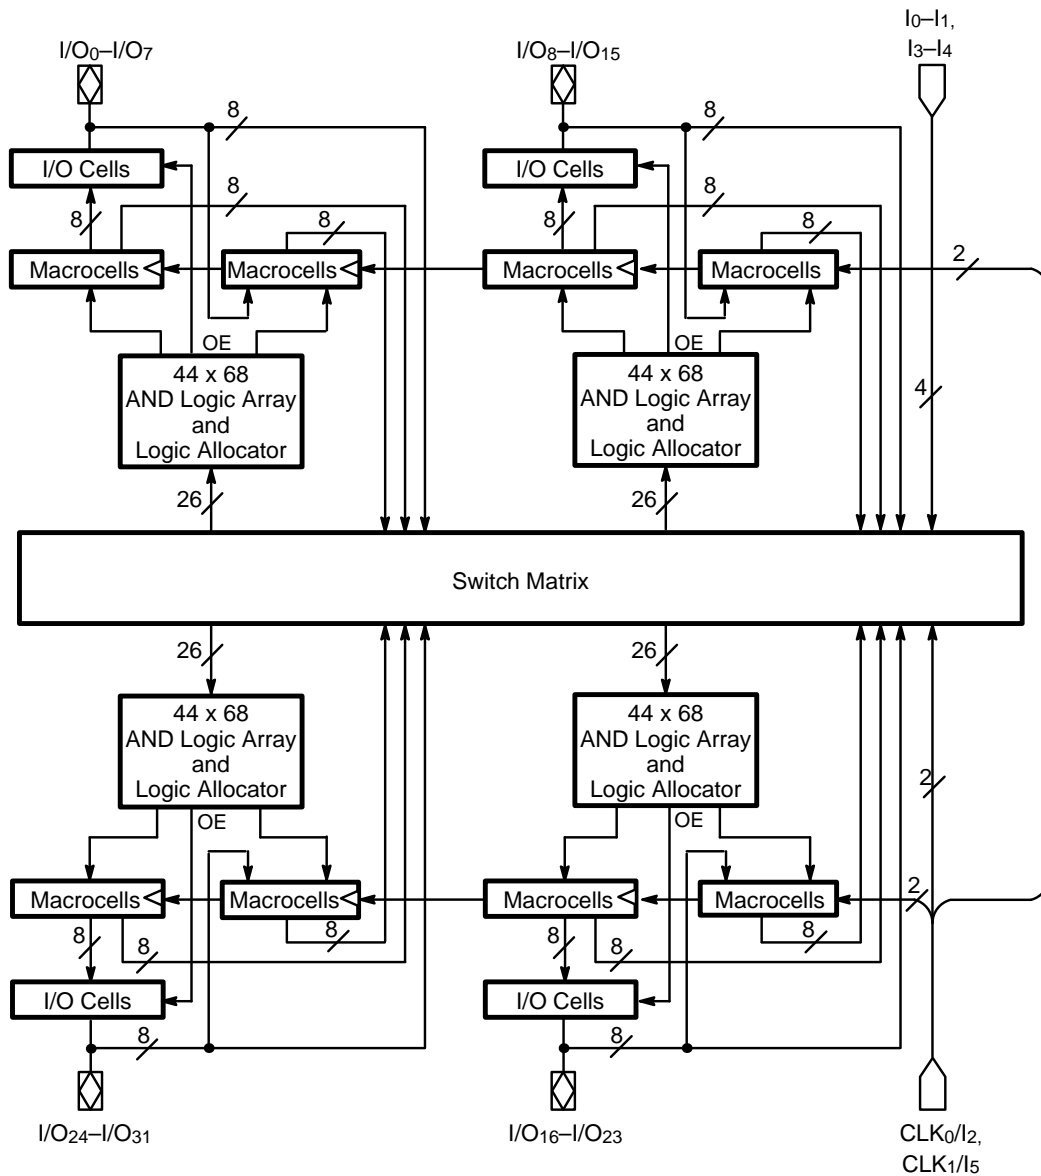 I/O0–I/O7
I/O8–I/O15
I0–I1,
I3–I4
8
8
I/O Cells
I/O Cells
8
8
8
8
8
8
Macrocells
Macrocells
Macrocells
Macrocells
2
OE
OE
44 x 68
AND Logic Array
and
Logic Allocator
44 x 68
AND Logic Array
and
Logic Allocator
4
26
26
Switch Matrix
26
26
44 x 68
AND Logic Array
and
Logic Allocator
44 x 68
AND Logic Array
and
Logic Allocator
2
OE
OE
Macrocells
Macrocells
Macrocells
Macrocells
2
8
8
8
8
8
8
I/O Cells
I/O Cells
8
8
I/O24–I/O31
I/O16–I/O23
CLK0/I2,
CLK1/I5